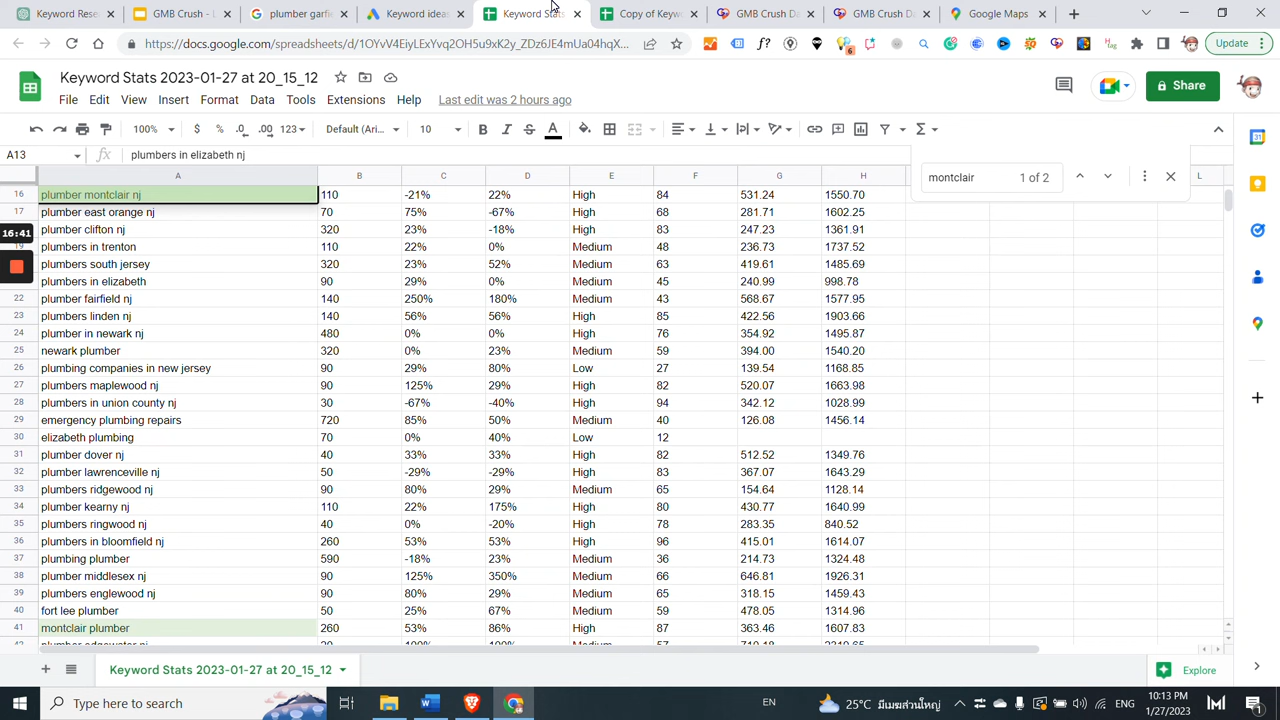 Keyword Resea
GMB Crush -
plumber garfi
Keyword ideas
Keyword Stats
Copy of Keyw
GMB Crush De
GMB Crush D
Google Maps
https://docs.google.com/spreadsheets/d/1OY/Y4EiyLExYvq2OH5u9xK2y_ZDz6JE4mUa04hqX...
Update
Keyword Stats 2023-01-27 at 20_15_12
Share
File Edit View Insert Format Data Tools Extensions Help Last edit was 2 hours ago
100% $ % .0 .00 123 Default (Ari... 10 B I S A
A13 fx plumbers in elizabeth nj
montclair 1 of 2
A B C D E F G H L
16 plumber montclair nj 110 -21% 22% High 84 531.24 1550.70
17 plumber east orange nj 70 75% -67% High 68 281.71 1602.25
16:41 plumber clifton nj 320 23% -18% High 83 247.23 1361.91
19 plumbers in trenton 110 22% 0% Medium 48 236.73 1737.52
plumbers south jersey 320 23% 52% Medium 63 419.61 1485.69
plumbers in elizabeth 90 29% 0% Medium 45 240.99 998.78
22 plumber fairfield nj 140 250% 180% Medium 43 568.67 1577.95
23 plumbers linden nj 140 56% 56% High 85 422.56 1903.66
24 plumber in newark nj 480 0% 0% High 76 354.92 1495.87
25 newark plumber 320 0% 23% Medium 59 394.00 1540.20
26 plumbing companies in new jersey 90 29% 80% Low 27 139.54 1168.85
27 plumbers maplewood nj 90 125% 29% High 82 520.07 1663.98
28 plumbers in union county nj 30 -67% -40% High 94 342.12 1028.99
29 emergency plumbing repairs 720 85% 50% Medium 40 126.08 1456.14
30 elizabeth plumbing 70 0% 40% Low 12
31 plumber dover nj 40 33% 33% High 82 512.52 1349.76
32 plumber lawrenceville nj 50 -29% -29% High 83 367.07 1643.29
33 plumbers ridgewood nj 90 80% 29% Medium 65 154.64 1128.14
34 plumber kearny nj 110 22% 175% High 80 430.77 1640.99
35 plumbers ringwood nj 40 0% -20% High 78 283.35 840.52
36 plumbers in bloomfield nj 260 53% 53% High 96 415.01 1614.07
37 plumbing plumber 590 -18% 23% Medium 36 214.73 1324.48
38 plumber middlesex nj 90 125% 350% Medium 66 646.81 1926.31
39 plumbers englewood nj 90 80% 29% Medium 65 318.15 1459.43
40 fort lee plumber 50 25% 67% Medium 59 478.05 1314.96
41 montclair plumber 260 53% 86% High 87 363.46 1607.83
Keyword Stats 2023-01-27 at 20_15_12
Explore
Type here to search
EN
25°C มีเมฆส่วนใหญ่
ENG
10:13 PM
1/27/2023